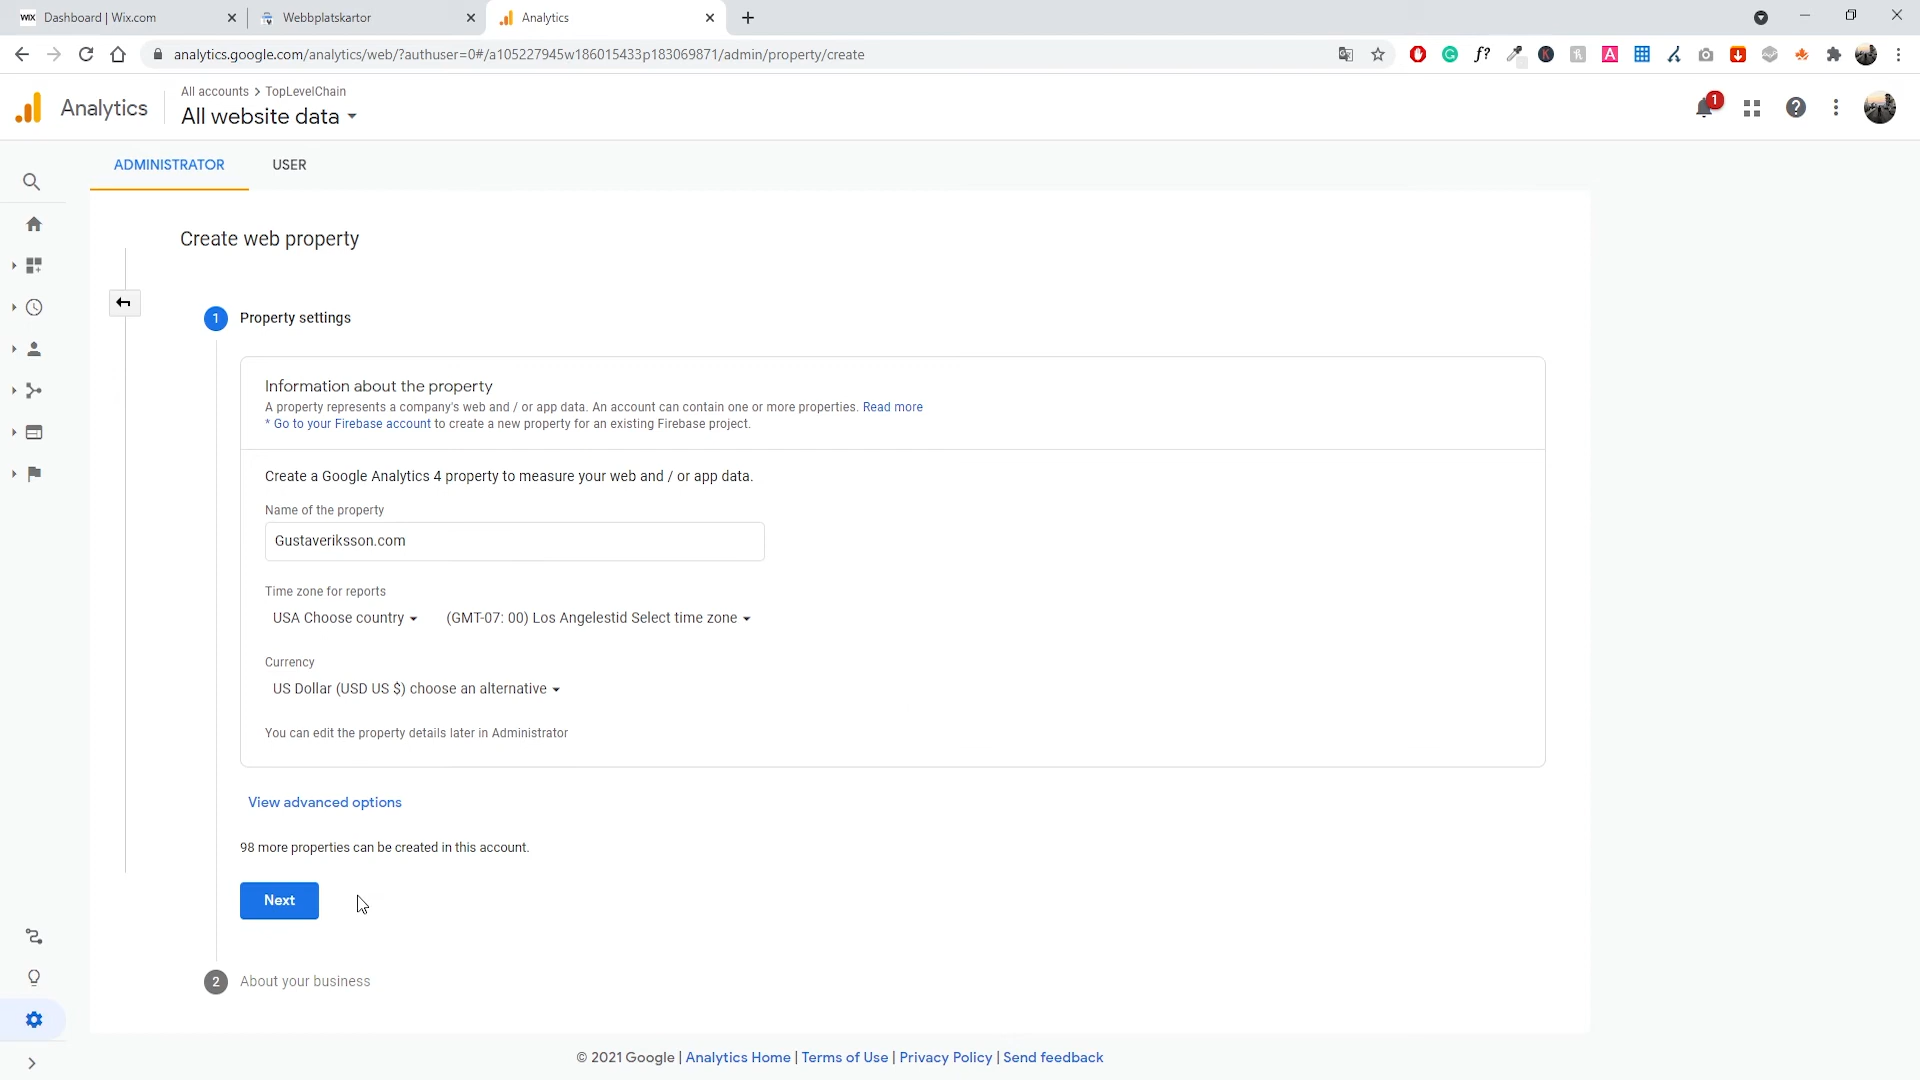 WIX Dashboard | Wix.com
Webbplatskartor
Analytics
analytics.google.com/analytics/web/?authuser=0#/a105227945w186015433p183069871/admin/property/create
Analytics
All accounts > TopLevelChain
All website data
1
ADMINISTRATOR
USER
Create web property
1 Property settings
Information about the property
A property represents a company's web and / or app data. An account can contain one or more properties. Read more
* Go to your Firebase account to create a new property for an existing Firebase project.
Create a Google Analytics 4 property to measure your web and / or app data.
Name of the property
Gustaveriksson.com
Time zone for reports
USA Choose country
(GMT-07: 00) Los Angelestid Select time zone
Currency
US Dollar (USD US $) choose an alternative
You can edit the property details later in Administrator
View advanced options
98 more properties can be created in this account.
Next
2 About your business
© 2021 Google | Analytics Home | Terms of Use | Privacy Policy | Send feedback